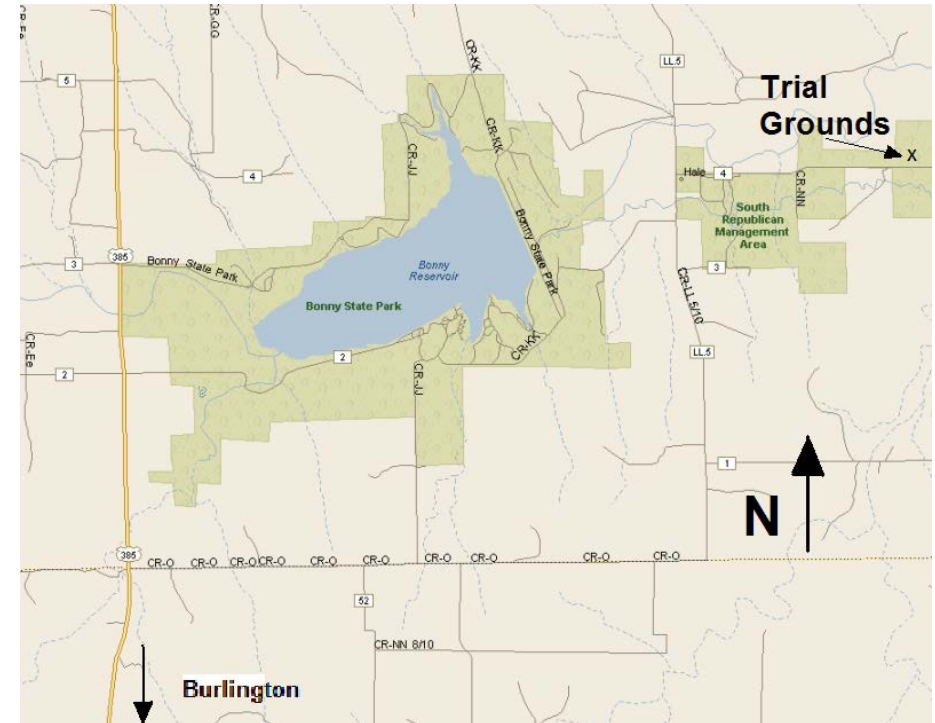 CR-Ee
CR-GG
5
CR-KK
LL.5
Trial
Grounds
X
CR-KK
CR-JJ
4
Hale
4
CR-NN
South
Republican
Management
Area
385
3
Bonny State Park
Bonny
Reservoir
Bonny State Park
Bonny State Park
3
CR-LL 5/10
CR-Ee
2
2
CR-KK
CR-JJ
LL.5
1
N
385
CR-O
CR-O
CR-O
CR-O
CR-O
CR-O
CR-O
CR-O
CR-O
CR-O
52
CR-NN 8/10
Burlington